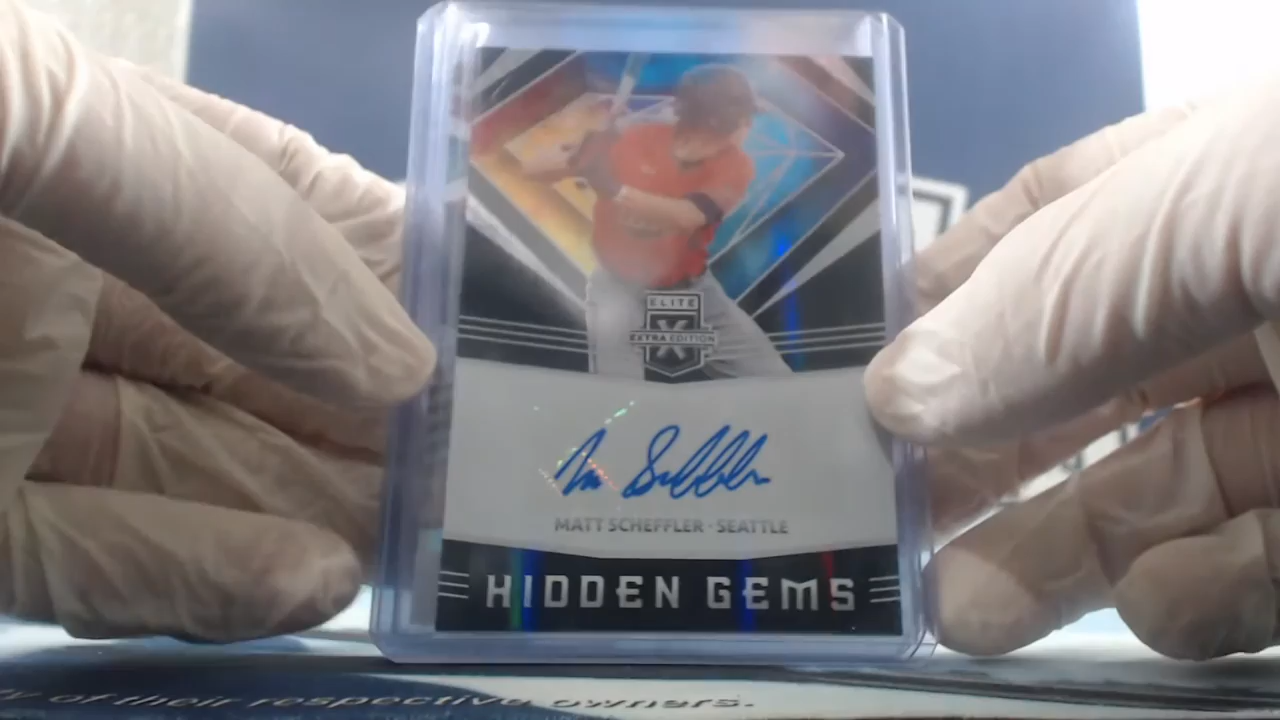 ELITE
EXTRA EDITION
X
MATT SCHEFFLER · SEATTLE
HIDDEN GEMS
of their respective owners.